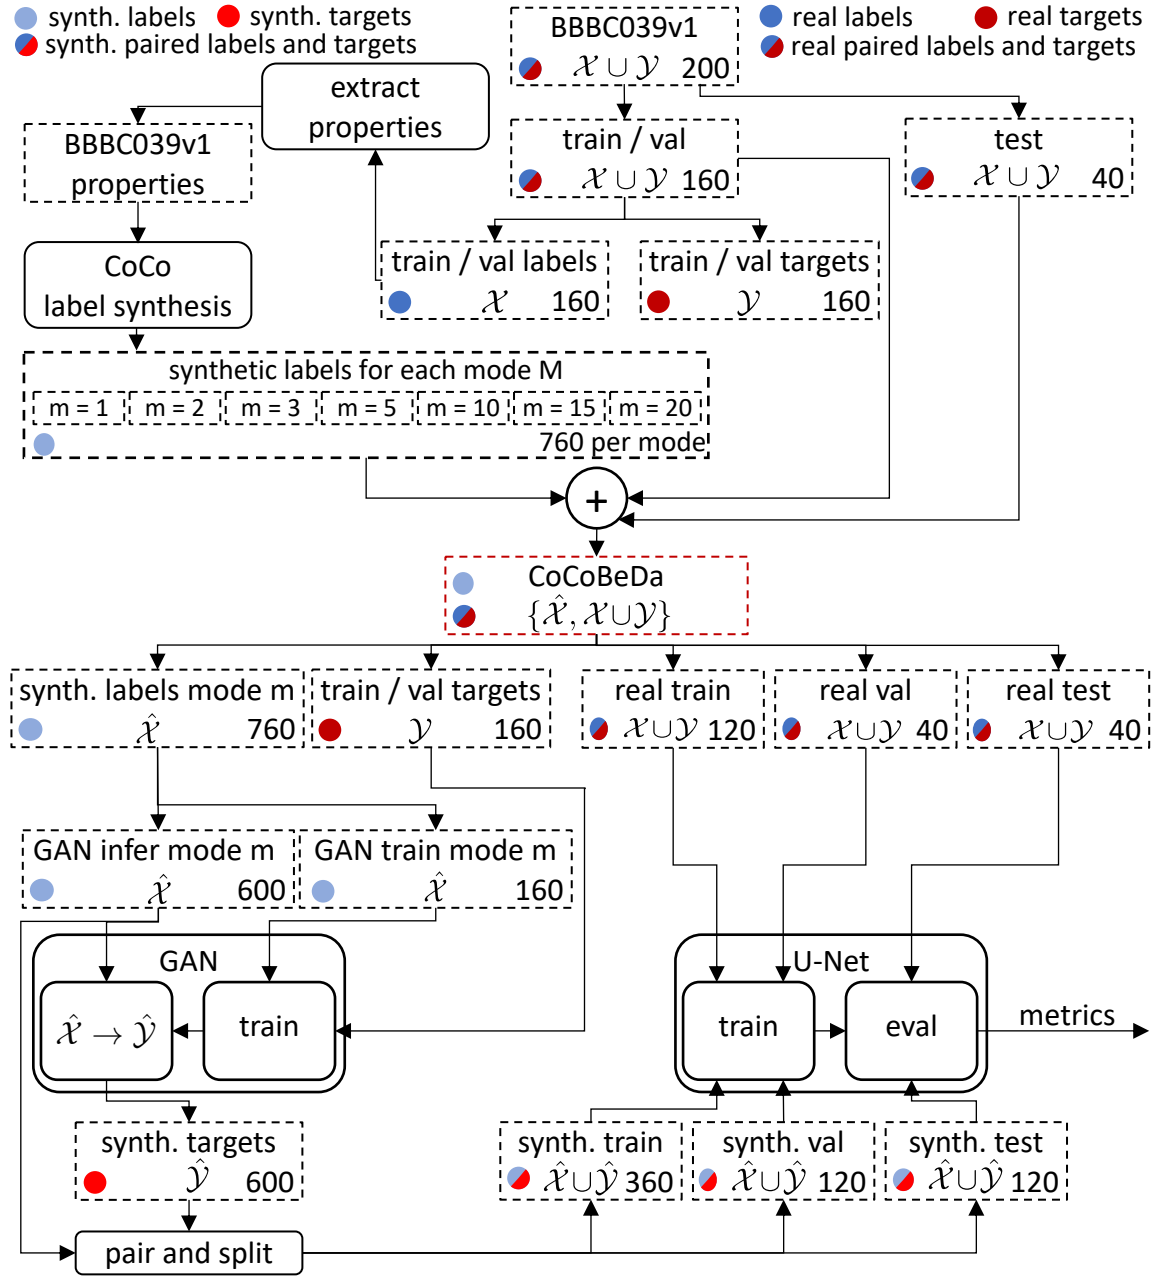 synth. labels
synth. targets
synth. paired labels and targets
real labels
real targets
real paired labels and targets
BBBC039v1
𝒳 ∪ 𝒴 200
extract
properties
BBBC039v1
properties
train / val
𝒳 ∪ 𝒴 160
test
𝒳 ∪ 𝒴 40
CoCo
label synthesis
train / val labels
𝒳 160
train / val targets
𝒴 160
synthetic labels for each mode M
m = 1 m = 2 m = 3 m = 5 m = 10 m = 15 m = 20
760 per mode
+
CoCoBeDa
{𝒳̂, 𝒳∪𝒴}
synth. labels mode m
𝒳̂ 760
train / val targets
𝒴 160
real train
𝒳∪𝒴 120
real val
𝒳∪𝒴 40
real test
𝒳∪𝒴 40
GAN infer mode m
𝒳̂ 600
GAN train mode m
𝒳̂ 160
GAN
𝒳̂ → 𝒴̂
train
U-Net
train
eval
metrics
synth. targets
𝒴̂ 600
synth. train
𝒳̂∪𝒴̂ 360
synth. val
𝒳̂∪𝒴̂ 120
synth. test
𝒳̂∪𝒴̂ 120
pair and split